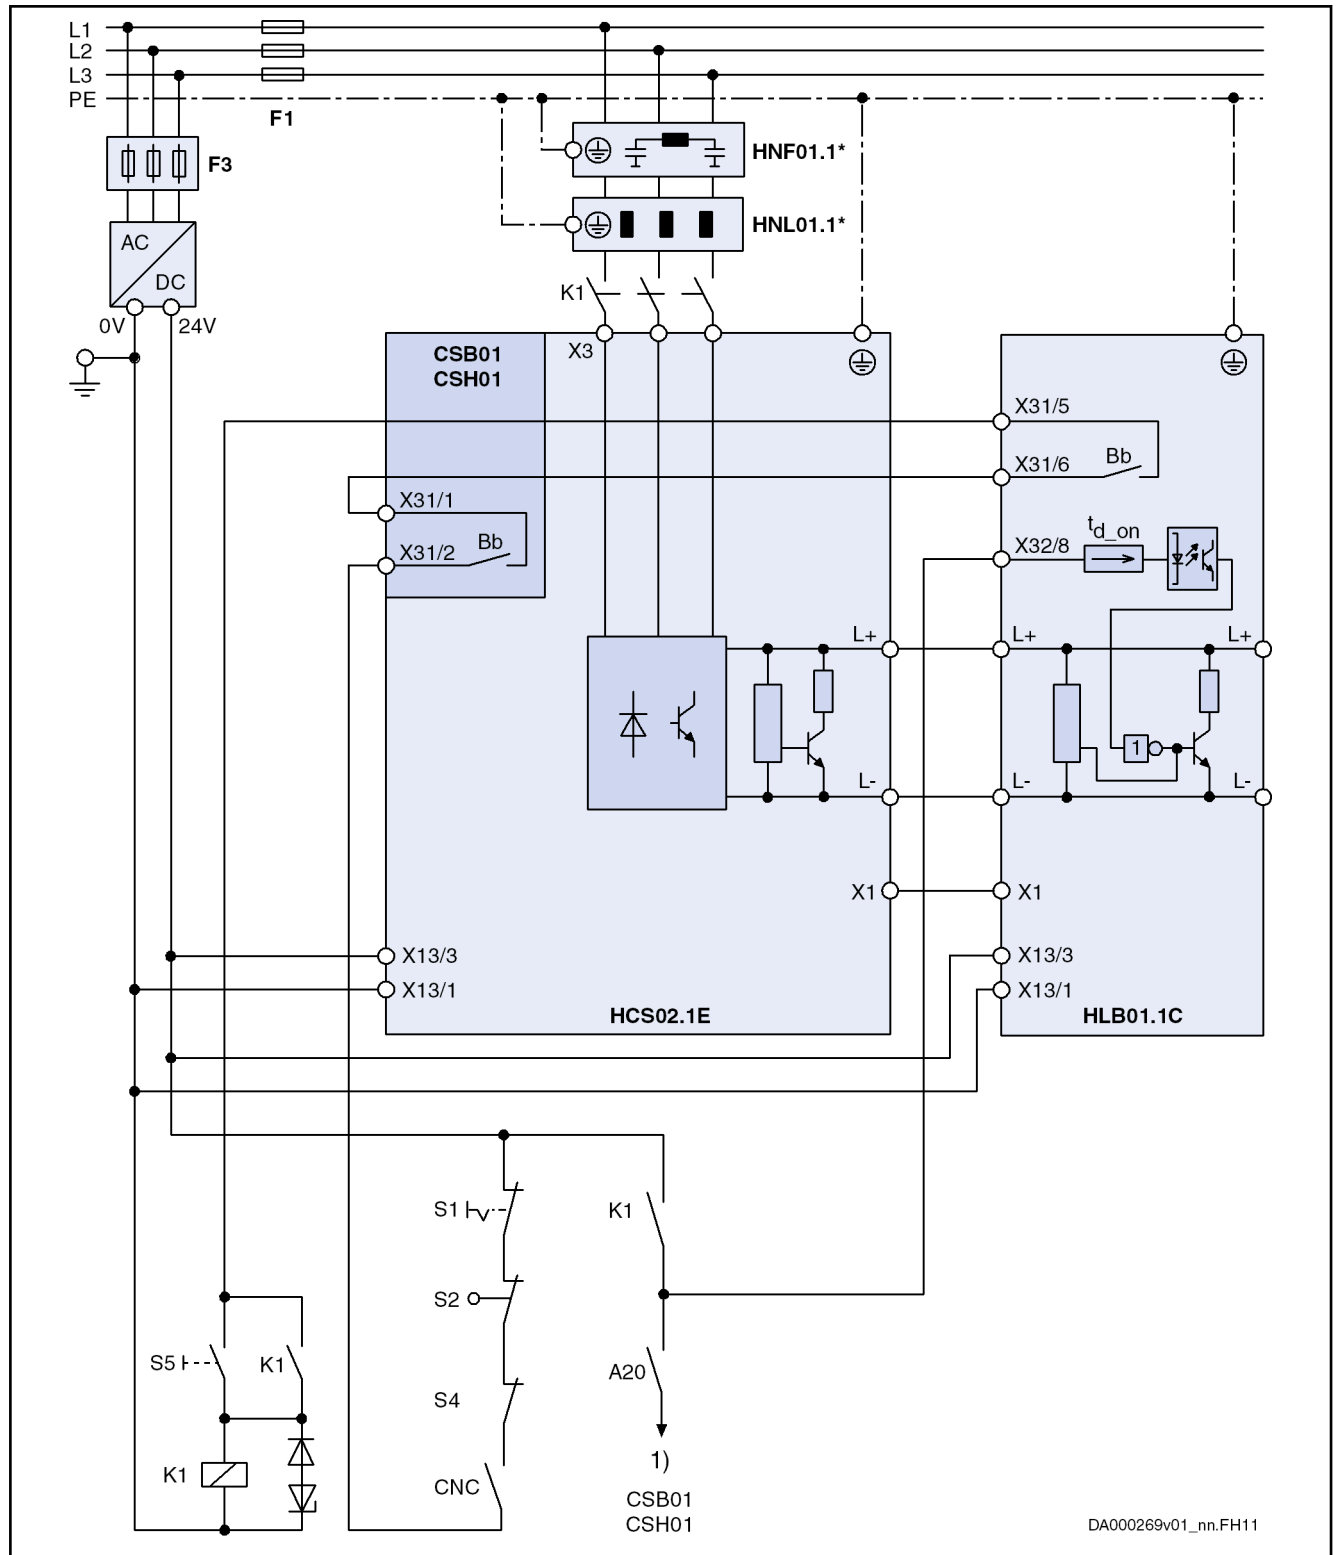 L1
L2
L3
PE
F1
F3
HNF01.1*
HNL01.1*
AC
DC
0V
24V
K1
CSB01
CSH01
X3
X31/5
X31/6
Bb
X31/1
X31/2
Bb
X32/8
td_on
L+
L+
L+
1
L-
L-
L-
X1
X1
X13/3
X13/1
X13/3
X13/1
HCS02.1E
HLB01.1C
S1
K1
S2
S5
K1
A20
S4
K1
CNC
1)
CSB01
CSH01
DA000269v01_nn.FH11